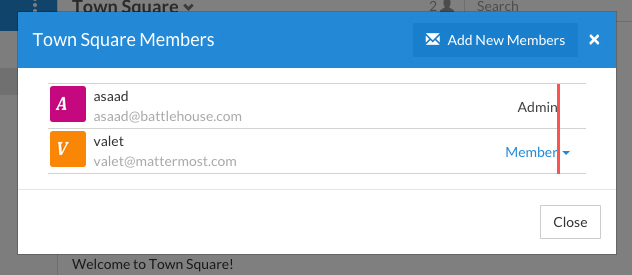 Town Square
2
Search
Town Square Members
Add New Members
×
A
asaad
asaad@battlehouse.com
Admin
V
valet
valet@mattermost.com
Member
Close
Welcome to Town Square!